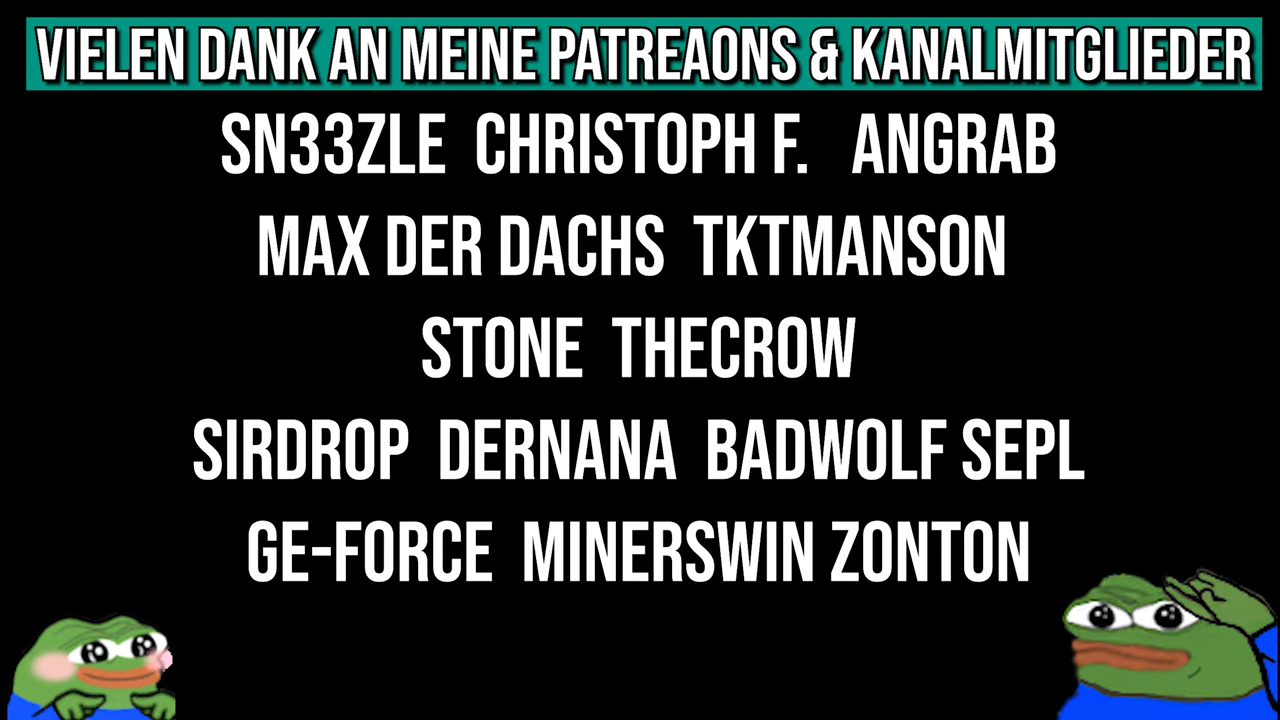 VIELEN DANK AN MEINE PATREAONS & KANALMITGLIEDER
SN33ZLE CHRISTOPH F. ANGRAB
MAX DER DACHS TKTMANSON
STONE THECROW
SIRDROP DERNANA BADWOLF SEPL
GE-FORCE MINERSWIN ZONTON